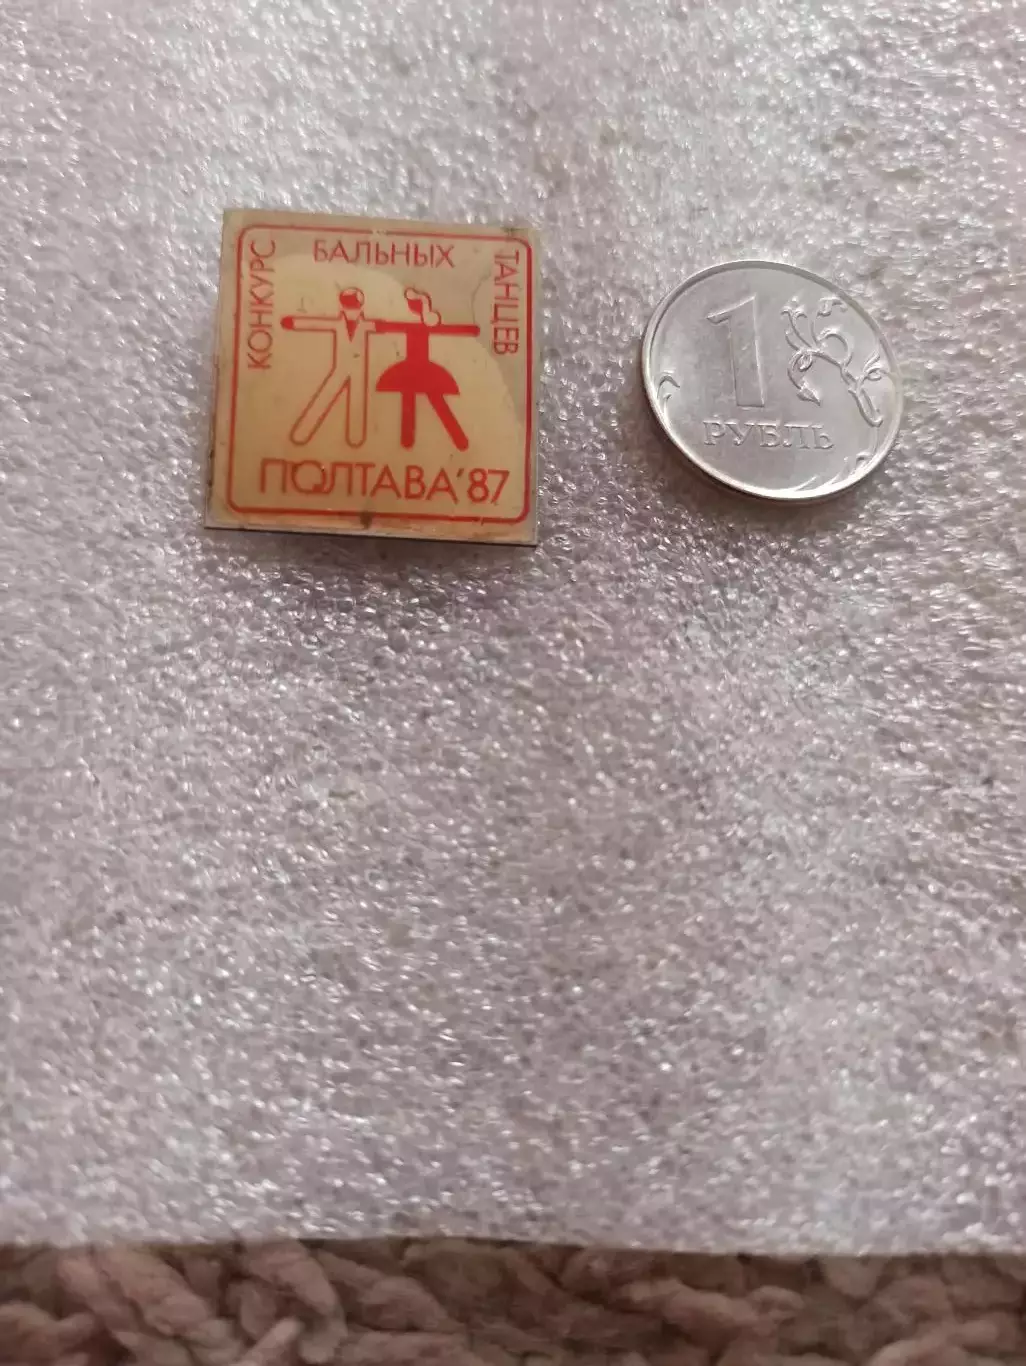 КОНКУРС
БАЛЬНЫХ
ТАНЦЕВ
ПОЛТАВА'87
1
РУБЛЬ